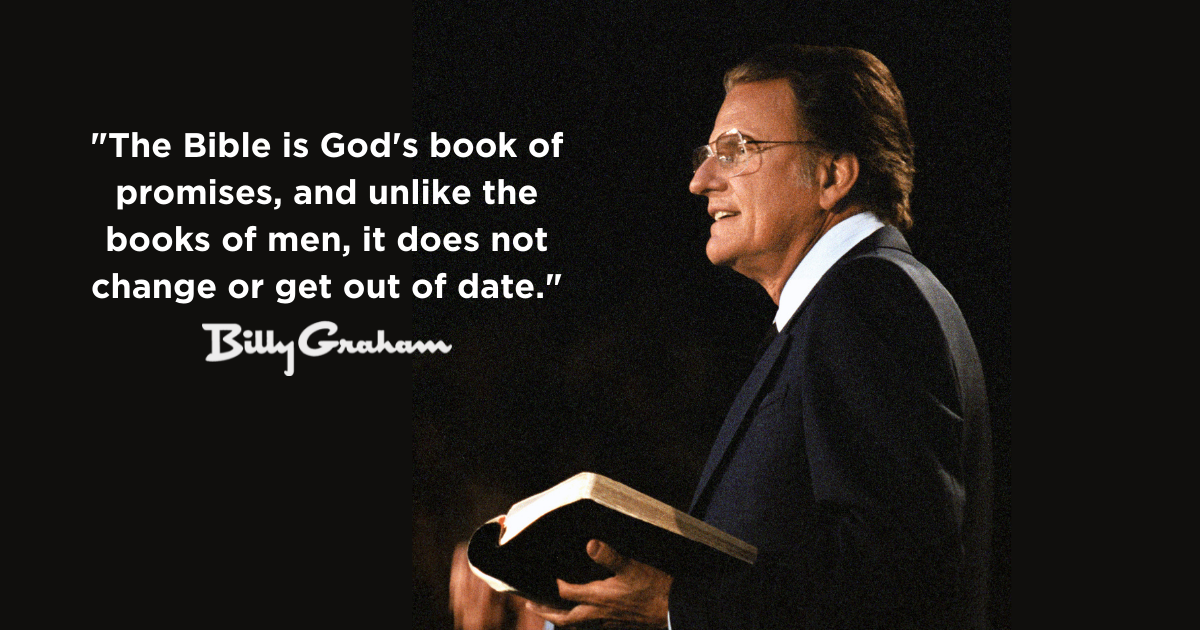 "The Bible is God's book of
promises, and unlike the
books of men, it does not
change or get out of date."
Billy Graham